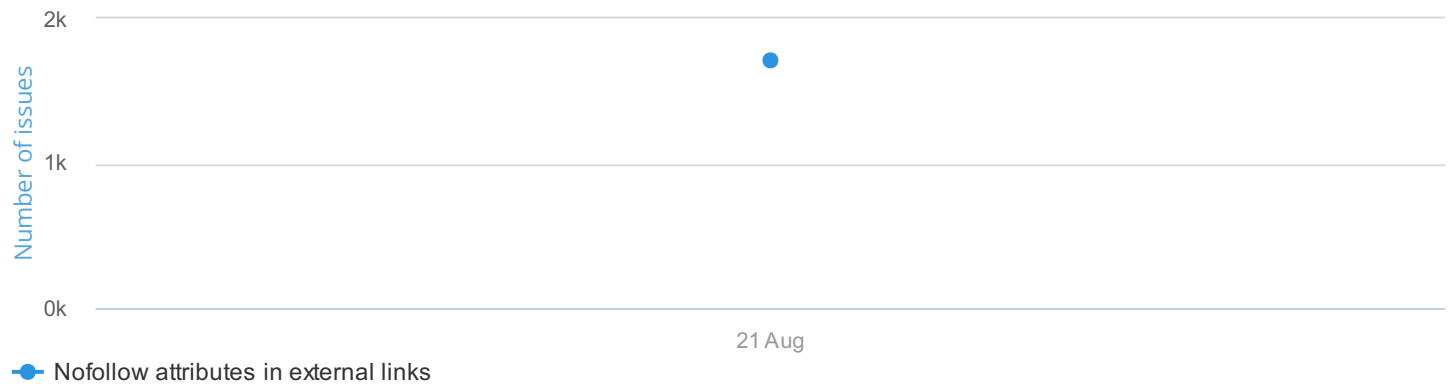 2k
Number of issues
1k
0k
21 Aug
Nofollow attributes in external links